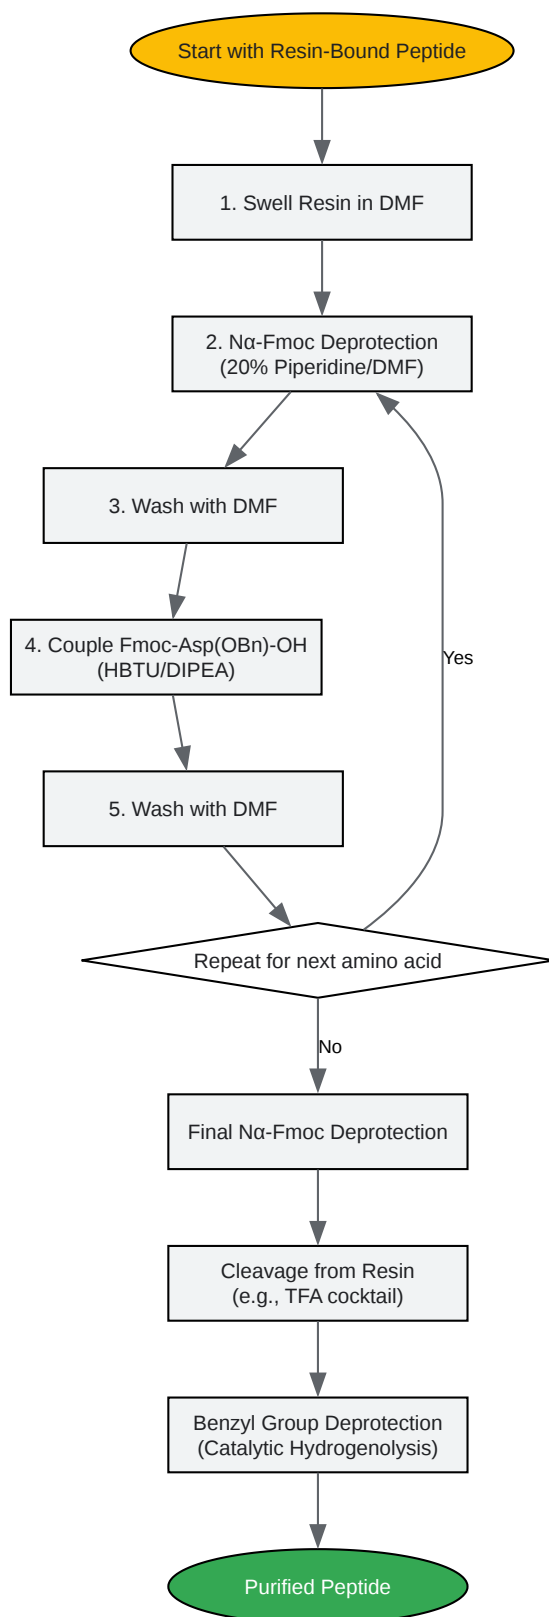 Start with Resin-Bound Peptide
1. Swell Resin in DMF
2. Nα-Fmoc Deprotection
(20% Piperidine/DMF)
3. Wash with DMF
4. Couple Fmoc-Asp(OBn)-OH
(HBTU/DIPEA)
Yes
5. Wash with DMF
Repeat for next amino acid
No
Final Nα-Fmoc Deprotection
Cleavage from Resin
(e.g., TFA cocktail)
Benzyl Group Deprotection
(Catalytic Hydrogenolysis)
Purified Peptide